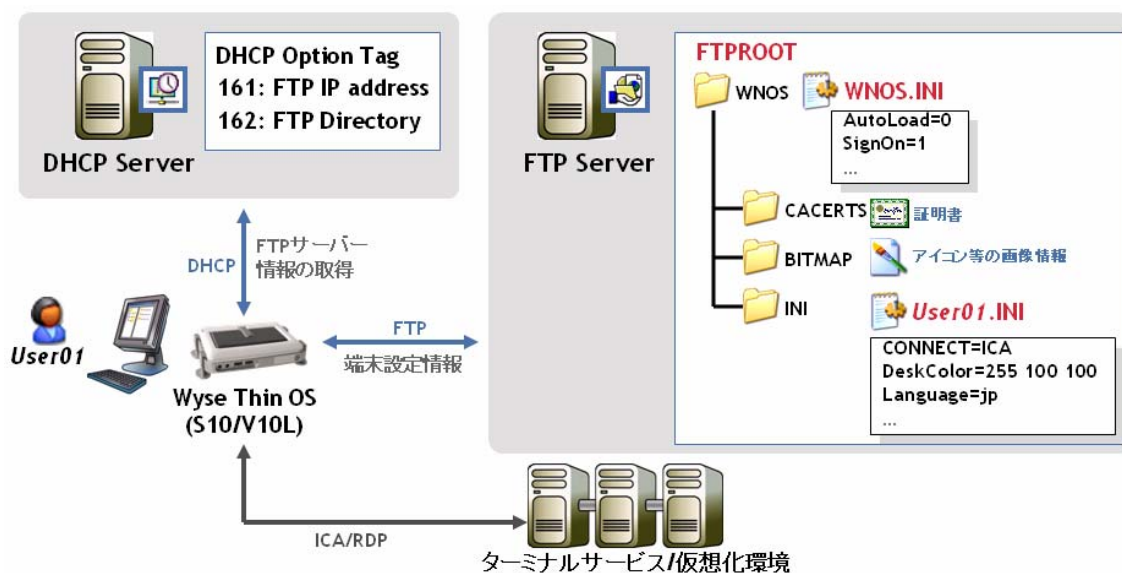 DHCP Option Tag
161: FTP IP address
162: FTP Directory
DHCP Server
FTP Server
FTPROOT
WNOS
WNOS.INI
AutoLoad=0
SignOn=1
...
CACERTS
証明書
BITMAP
アイコン等の画像情報
INI
User01.INI
CONNECT=ICA
DeskColor=255 100 100
Language=jp
...
DHCP
FTPサーバー
情報の取得
User01
FTP
端末設定情報
Wyse Thin OS
(S10/V10L)
ICA/RDP
ターミナルサービス/仮想化環境